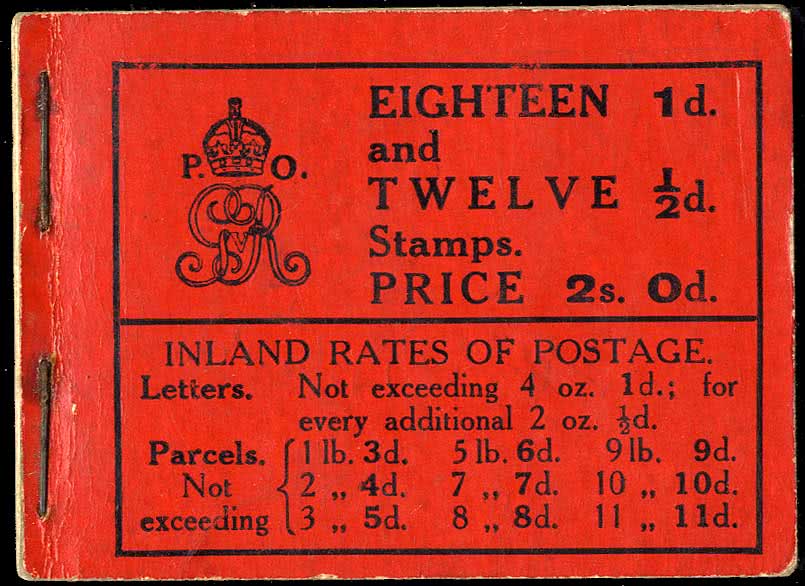 P. O.
GVR
EIGHTEEN 1d.
and
TWELVE ½d.
Stamps.
PRICE 2s. 0d.
INLAND RATES OF POSTAGE.
Letters. Not exceeding 4 oz. 1d.; for
every additional 2 oz. ½d.
Parcels. { 1 lb. 3d. 5 lb. 6d. 9 lb. 9d.
Not 2 „ 4d. 7 „ 7d. 10 „ 10d.
exceeding 3 „ 5d. 8 „ 8d. 11 „ 11d.